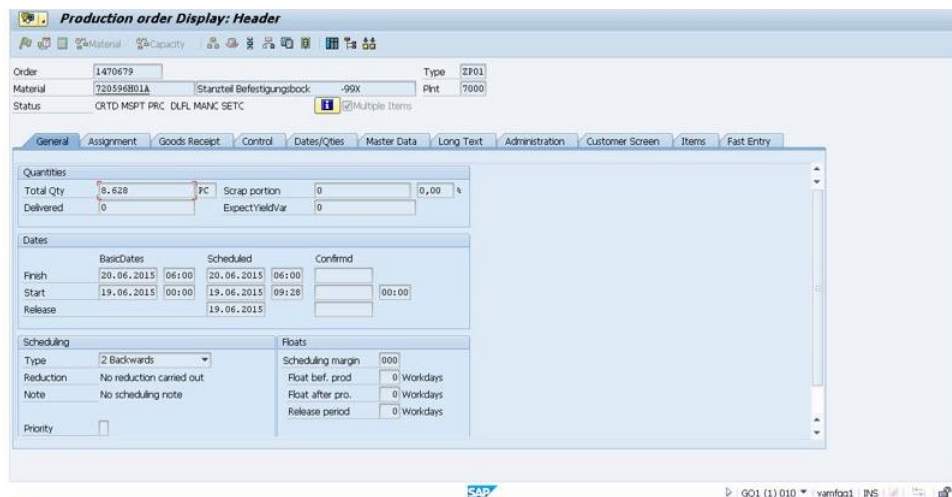 Production order Display: Header
Material Capacity
Order 1470679 Type ZP01
Material 720596H01A Stanzteil Befestigungsbock -99X Plnt 7000
Status CRTD MSPT PRC DLFL MANC SETC Multiple Items
General Assignment Goods Receipt Control Dates/Qties Master Data Long Text Administration Customer Screen Items Fast Entry
Quantities
Total Qty 8.628 PC Scrap portion 0 0,00 %
Delivered 0 ExpectYieldVar 0
Dates
BasicDates Scheduled Confirmd
Finish 20.06.2015 06:00 20.06.2015 06:00
Start 19.06.2015 00:00 19.06.2015 09:28 00:00
Release 19.06.2015
Scheduling Floats
Type 2 Backwards Scheduling margin 000
Reduction No reduction carried out Float bef. prod 0 Workdays
Note No scheduling note Float after pro. 0 Workdays
Release period 0 Workdays
Priority
SAP GO1 (1) 010 vamfgq1 INS